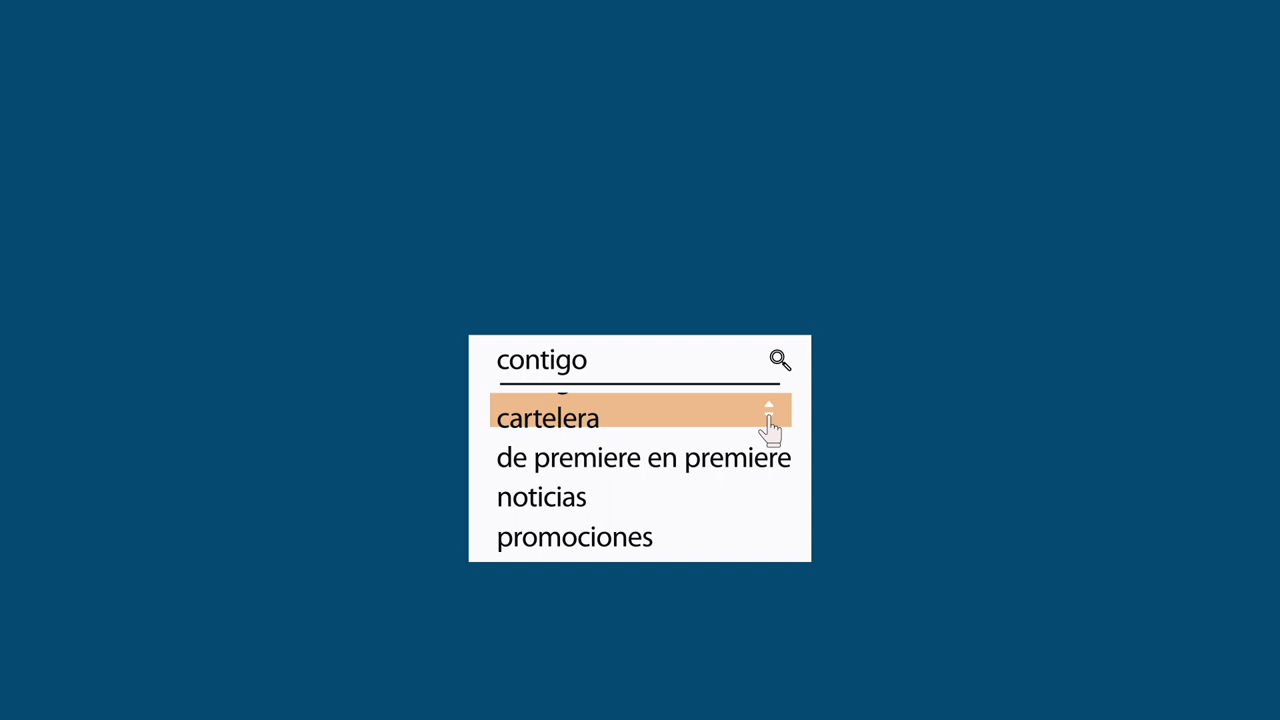 contigo
cartelera
de premiere en premiere
noticias
promociones